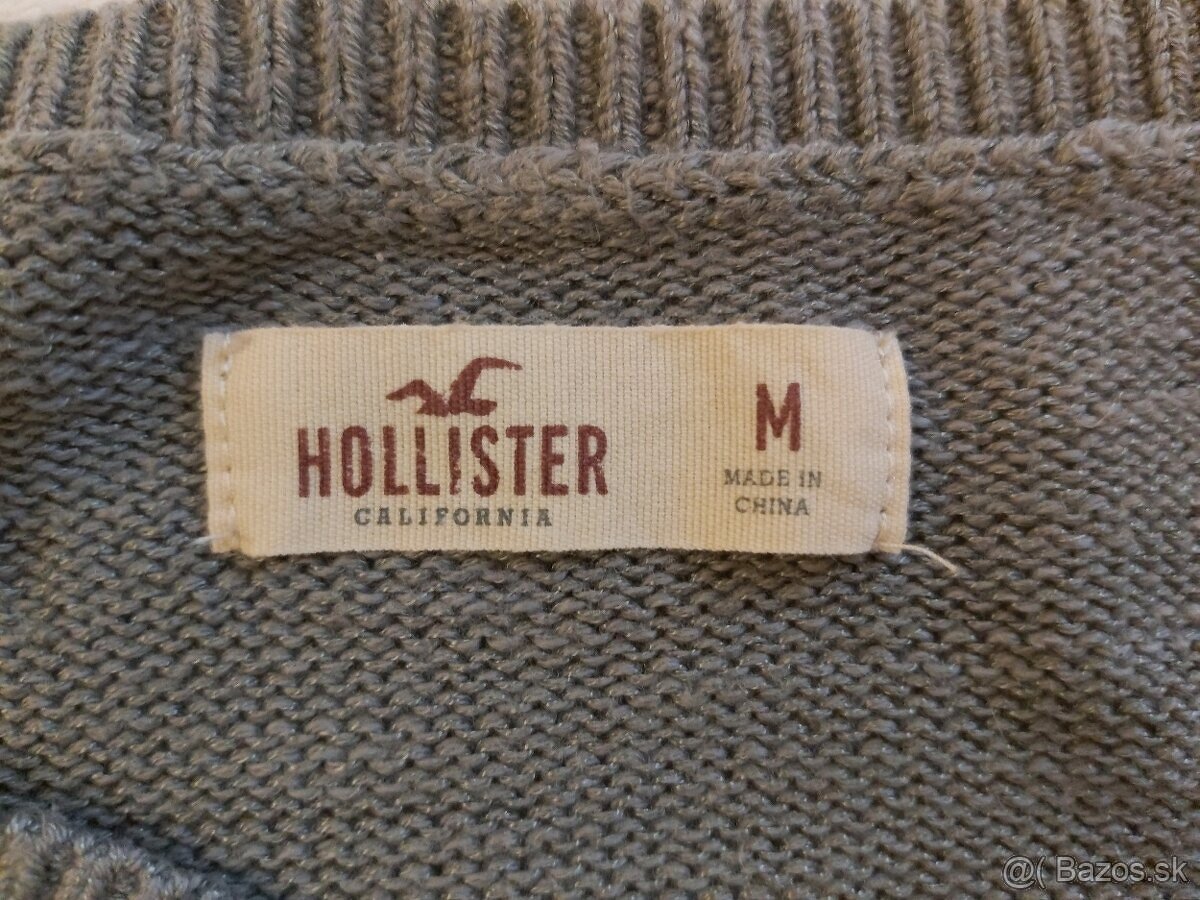 HOLLISTER
CALIFORNIA
M
MADE IN
CHINA
@( Bazos.sk